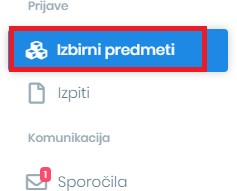 Prijave
Izbirni predmeti
Izpiti
Komunikacija
1
Sporočila